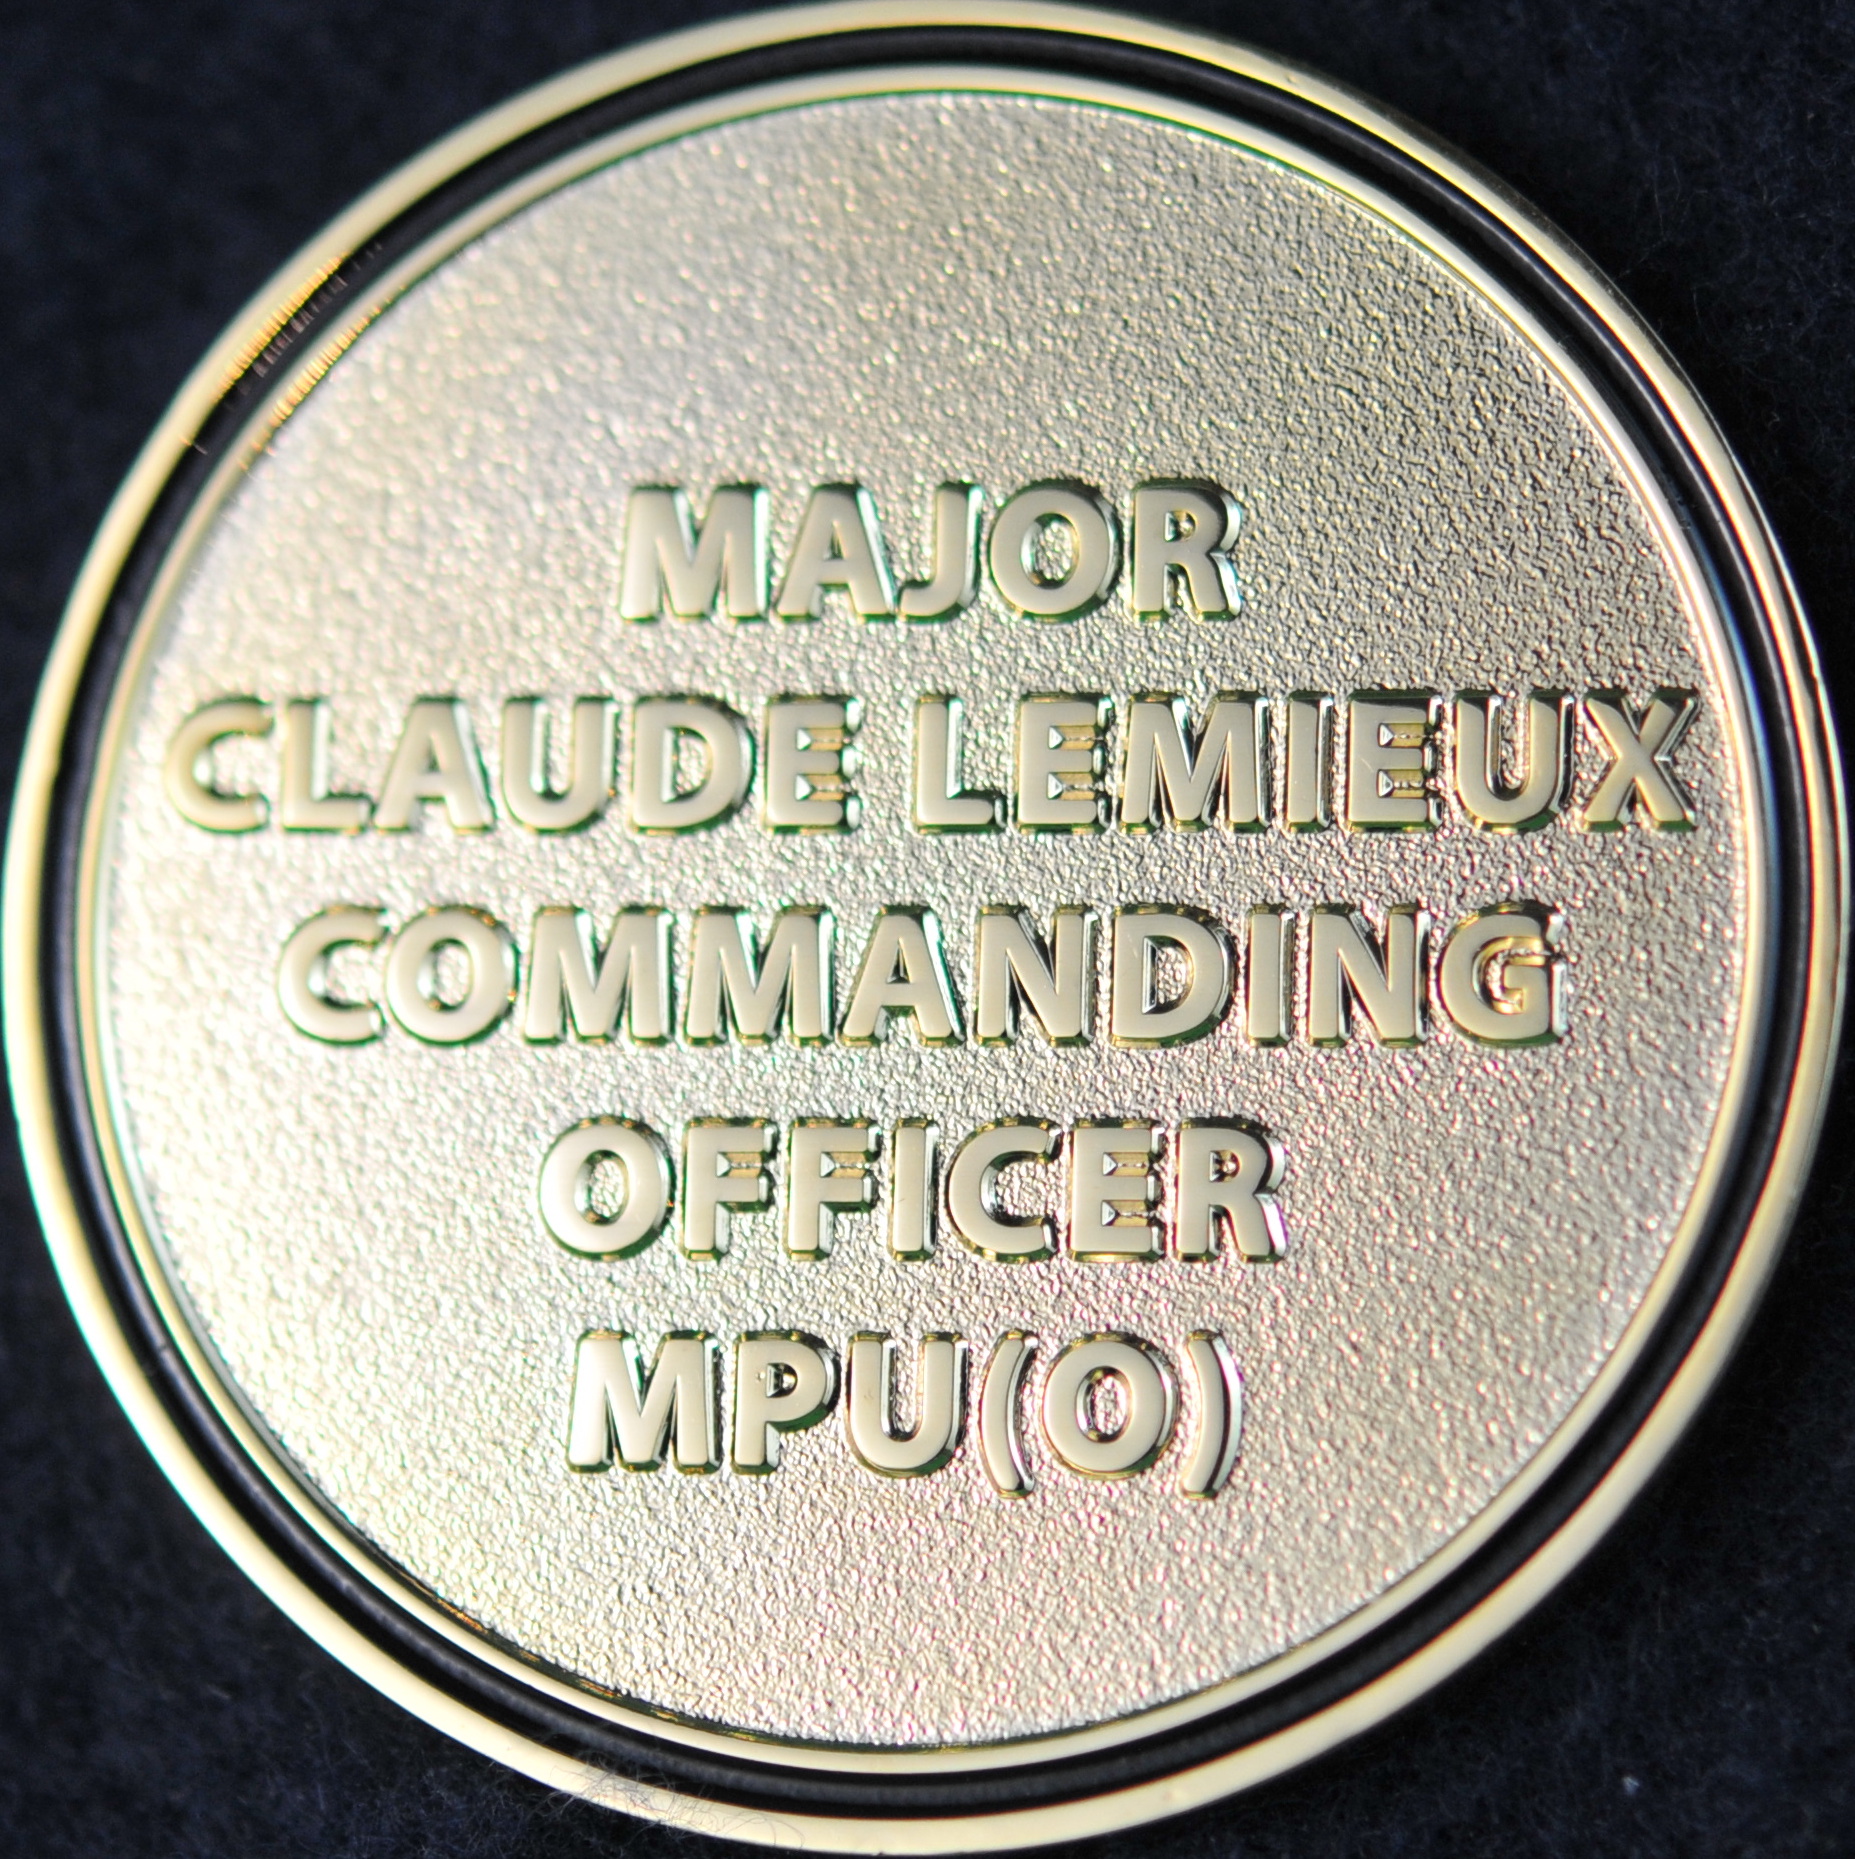 MAJOR
CLAUDE LEMIEUX
COMMANDING
OFFICER
MPU(O)